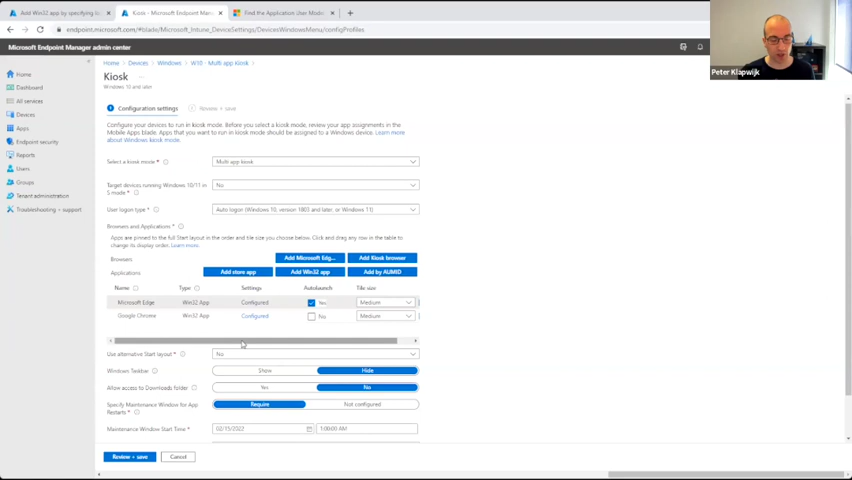 Add Win32 app by specifying l
Kiosk - Microsoft Endpoint Man
Find the Application User Mode
endpoint.microsoft.com/#blade/Microsoft_Intune_DeviceSettings/DevicesWindowsMenu/configProfiles
Microsoft Endpoint Manager admin center
Peter Klapwijk
Home
Dashboard
All services
Devices
Apps
Endpoint security
Reports
Users
Groups
Tenant administration
Troubleshooting + support
Home > Devices > Windows > W10 - Multi-app Kiosk >
Kiosk
Windows 10 and later
1 Configuration settings
2 Review + save
Configure your devices to run in kiosk mode. Before you select a kiosk mode, review your app assignments in the
Mobile Apps blade. Apps that you want to run in kiosk mode should be assigned to a Windows device. Learn more
about Windows kiosk mode.
Select a kiosk mode *
Multi app kiosk
Target devices running Windows 10/11 in
S mode *
No
User logon type *
Auto logon (Windows 10, version 1803 and later, or Windows 11)
Browsers and Applications *
Apps are pinned to the full Start layout in the order and tile size you choose below. Click and drag any row in the table to
change its display order. Learn more.
Browsers
Add Microsoft Edg...
Add Kiosk browser
Applications
Add store app
Add Win32 app
Add by AUMID
Name Type Settings Autolaunch Tile size
Microsoft Edge Win32 App Configured Yes Medium
Google Chrome Win32 App Configured No Medium
Use alternative Start layout *
No
Windows Taskbar
Show Hide
Allow access to Downloads folder
Yes No
Specify Maintenance Window for App
Restarts *
Require Not configured
Maintenance Window Start Time *
02/15/2022 1:00:00 AM
Review + save
Cancel